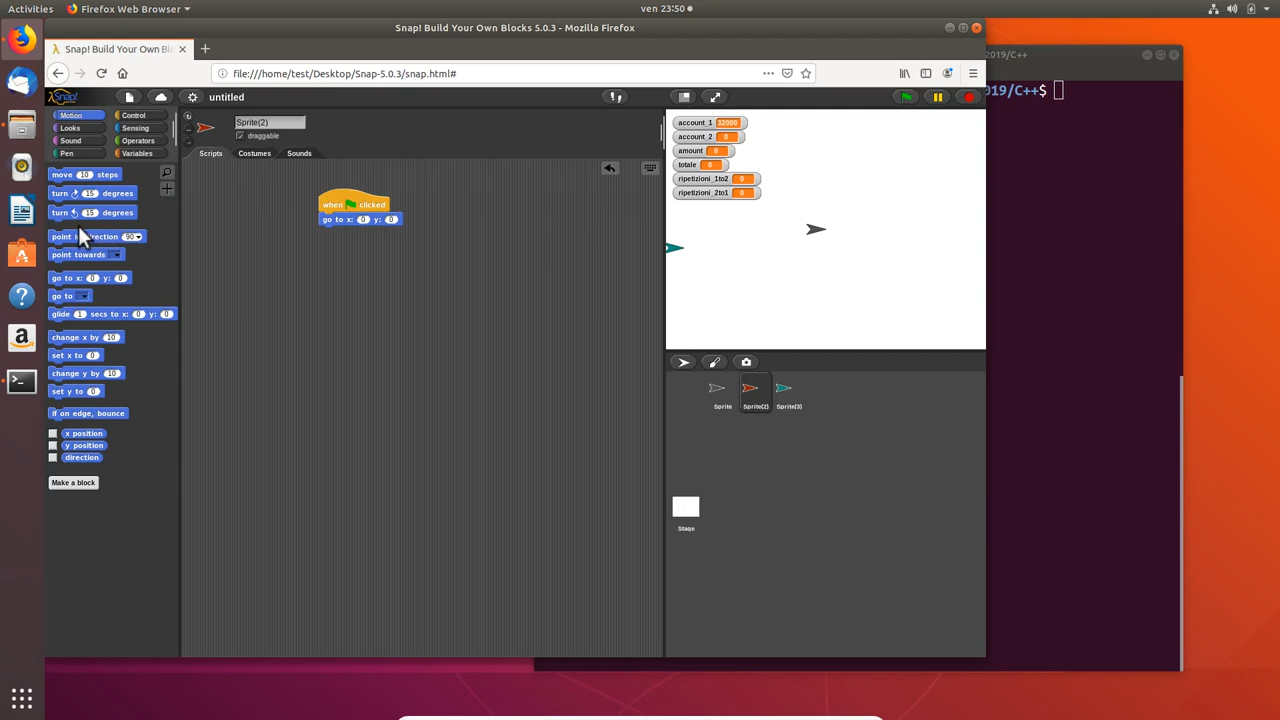 Activities
Firefox Web Browser
ven 23:50
Snap! Build Your Own Blocks 5.0.3 - Mozilla Firefox
Snap! Build Your Own Blo
file:///home/test/Desktop/Snap-5.0.3/snap.html#
019/C++
019/C++$
Snap!
untitled
Motion
Control
Looks
Sensing
Sound
Operators
Pen
Variables
Sprite(2)
draggable
Scripts
Costumes
Sounds
move 10 steps
turn 15 degrees
turn 15 degrees
point in direction 90
point towards
go to x: 0 y: 0
go to
glide 1 secs to x: 0 y: 0
change x by 10
set x to 0
change y by 10
set y to 0
if on edge, bounce
x position
y position
direction
Make a block
when clicked
go to x: 0 y: 0
account_1 32000
account_2 0
amount 0
totale 0
ripetizioni_1to2 0
ripetizioni_2to1 0
Sprite
Sprite(2)
Sprite(3)
Stage